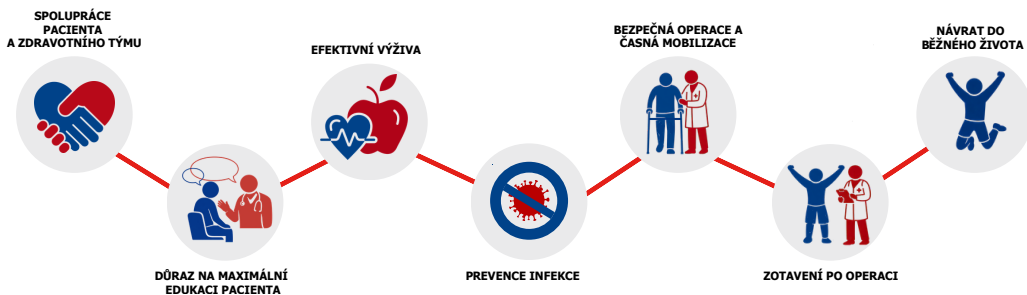 SPOLUPRÁCE
PACIENTA
A ZDRAVOTNÍHO TÝMU
DŮRAZ NA MAXIMÁLNÍ
EDUKACI PACIENTA
EFEKTIVNÍ VÝŽIVA
PREVENCE INFEKCE
BEZPEČNÁ OPERACE A
ČASNÁ MOBILIZACE
ZOTAVENÍ PO OPERACI
NÁVRAT DO
BĚŽNÉHO ŽIVOTA